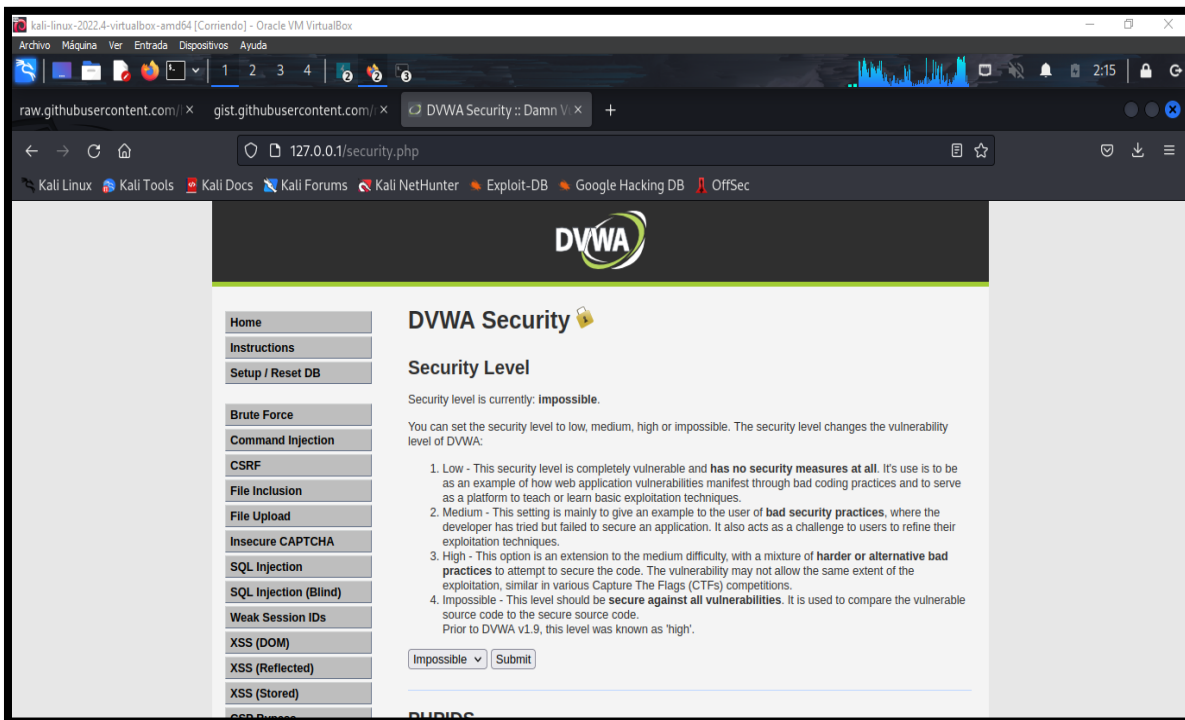 kali-linux-2022.4-virtualbox-amd64 [Corriendo] - Oracle VM VirtualBox
Archivo Máquina Ver Entrada Dispositivos Ayuda
1 2 3 4 2 2 3 2:15
raw.githubusercontent.com/ gist.githubusercontent.com/ DVWA Security :: Damn
127.0.0.1/security.php
Kali Linux Kali Tools Kali Docs Kali Forums Kali NetHunter Exploit-DB Google Hacking DB OffSec
DVWA
Home
Instructions
Setup / Reset DB
Brute Force
Command Injection
CSRF
File Inclusion
File Upload
Insecure CAPTCHA
SQL Injection
SQL Injection (Blind)
Weak Session IDs
XSS (DOM)
XSS (Reflected)
XSS (Stored)
CSP Bypass
DVWA Security
Security Level
Security level is currently: impossible.
You can set the security level to low, medium, high or impossible. The security level changes the vulnerability
level of DVWA:
1. Low - This security level is completely vulnerable and has no security measures at all. It's use is to be
as an example of how web application vulnerabilities manifest through bad coding practices and to serve
as a platform to teach or learn basic exploitation techniques.
2. Medium - This setting is mainly to give an example to the user of bad security practices, where the
developer has tried but failed to secure an application. It also acts as a challenge to users to refine their
exploitation techniques.
3. High - This option is an extension to the medium difficulty, with a mixture of harder or alternative bad
practices to attempt to secure the code. The vulnerability may not allow the same extent of the
exploitation, similar in various Capture The Flags (CTFs) competitions.
4. Impossible - This level should be secure against all vulnerabilities. It is used to compare the vulnerable
source code to the secure source code.
Prior to DVWA v1.9, this level was known as 'high'.
Impossible Submit
PHPIDS